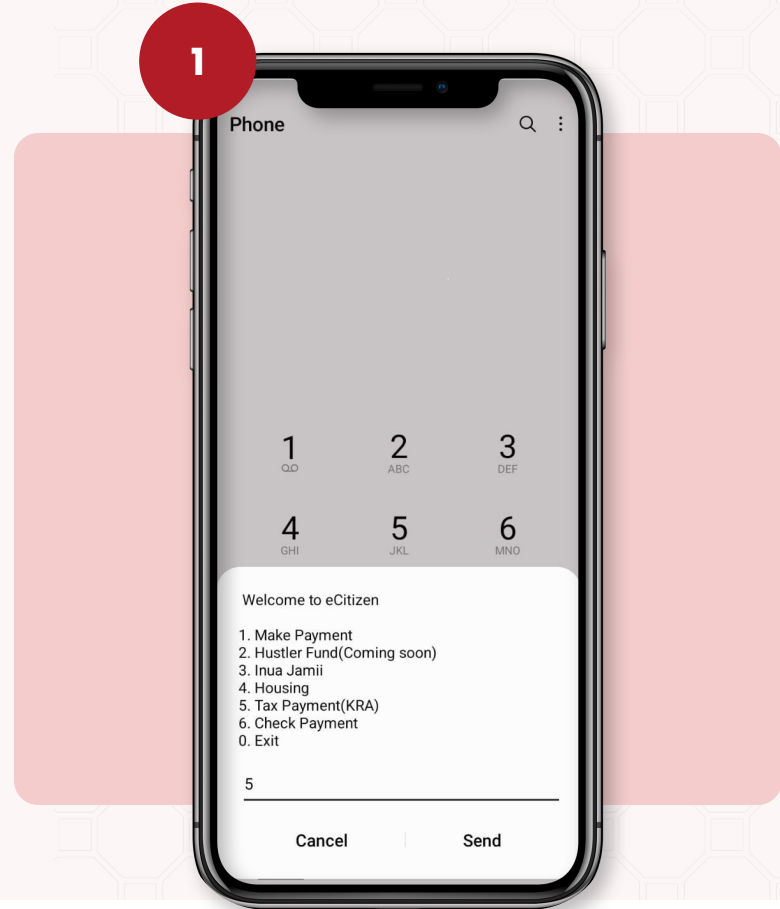 1
Phone
1
2
3
ABC
DEF
4
5
6
GHI
JKL
MNO
Welcome to eCitizen
1. Make Payment
2. Hustler Fund(Coming soon)
3. Inua Jamii
4. Housing
5. Tax Payment(KRA)
6. Check Payment
0. Exit
5
Cancel
Send